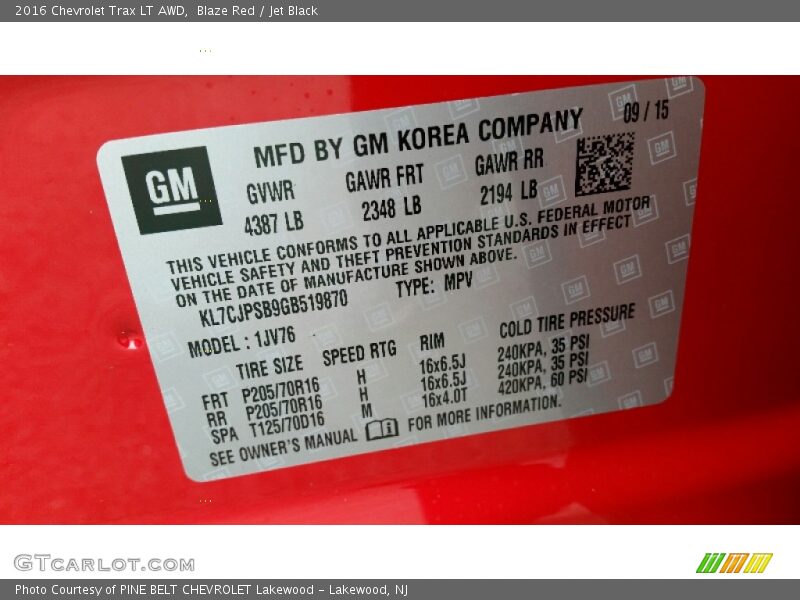 2016 Chevrolet Trax LT AWD,  Blaze Red / Jet Black
GM
MFD BY GM KOREA COMPANY 09 / 15
GVWR GAWR FRT GAWR RR
4387 LB 2348 LB 2194 LB
THIS VEHICLE CONFORMS TO ALL APPLICABLE U.S. FEDERAL MOTOR
VEHICLE SAFETY AND THEFT PREVENTION STANDARDS IN EFFECT
ON THE DATE OF MANUFACTURE SHOWN ABOVE.
KL7CJPSB9GB519870 TYPE: MPV
MODEL : 1JV76
TIRE SIZE SPEED RTG RIM COLD TIRE PRESSURE
FRT P205/70R16 H 16x6.5J 240KPA, 35 PSI
RR P205/70R16 H 16x6.5J 240KPA, 35 PSI
SPA T125/70D16 M 16x4.0T 420KPA, 60 PSI
SEE OWNER'S MANUAL FOR MORE INFORMATION.
GTCARLOT.COM
Photo Courtesy of PINE BELT CHEVROLET Lakewood - Lakewood, NJ